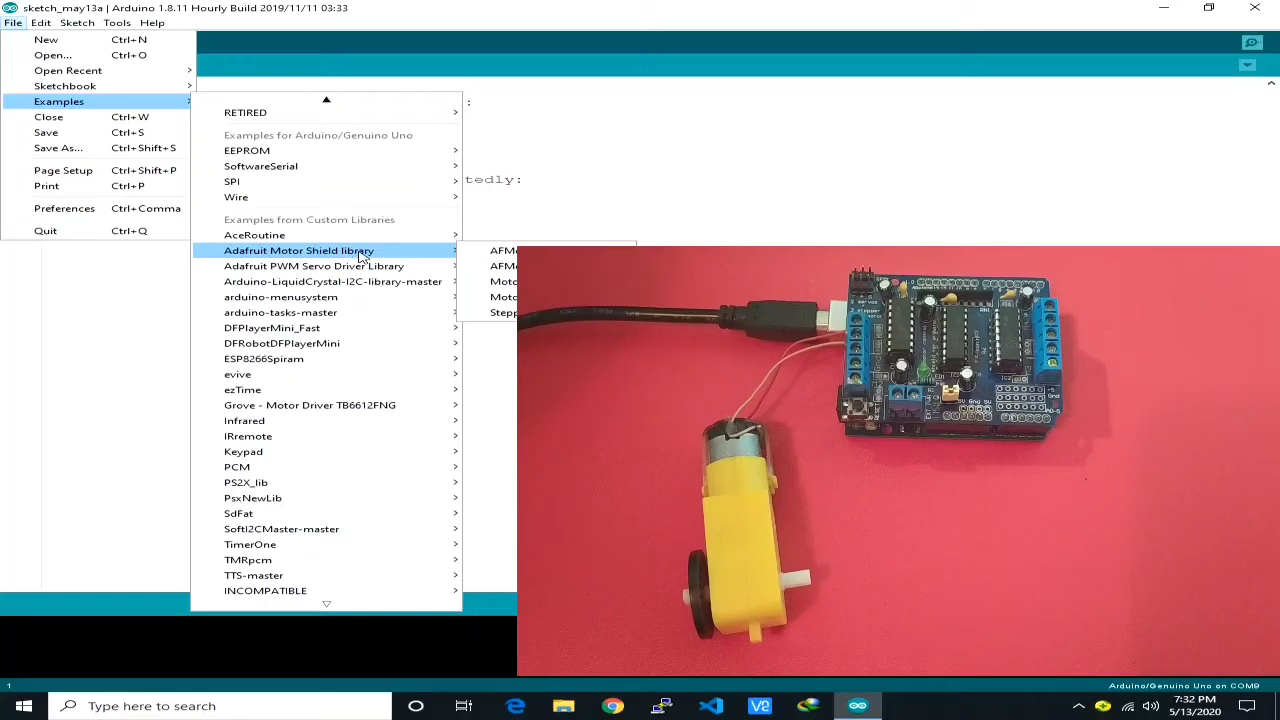 sketch_may13a | Arduino 1.8.11 Hourly Build 2019/11/11 03:33
File Edit Sketch Tools Help
New Ctrl+N
Open... Ctrl+O
Open Recent
Sketchbook
Examples
Close Ctrl+W
Save Ctrl+S
Save As... Ctrl+Shift+S
Page Setup Ctrl+Shift+P
Print Ctrl+P
Preferences Ctrl+Comma
Quit Ctrl+Q
RETIRED
Examples for Arduino/Genuino Uno
EEPROM
SoftwareSerial
SPI
Wire
Examples from Custom Libraries
AceRoutine
Adafruit Motor Shield library
Adafruit PWM Servo Driver Library
Arduino-LiquidCrystal-I2C-library-master
arduino-menusystem
arduino-tasks-master
DFPlayerMini_Fast
DFRobotDFPlayerMini
ESP8266Spiram
evive
ezTime
Grove - Motor Driver TB6612FNG
Infrared
IRremote
Keypad
PCM
PS2X_lib
PsxNewLib
SdFat
SoftI2CMaster-master
TimerOne
TMRpcm
TTS-master
INCOMPATIBLE
:
tedly:
AFMo
AFMo
Moto
Moto
Stepp
1
Arduino/Genuino Uno on COM9
Type here to search
7:32 PM
5/13/2020